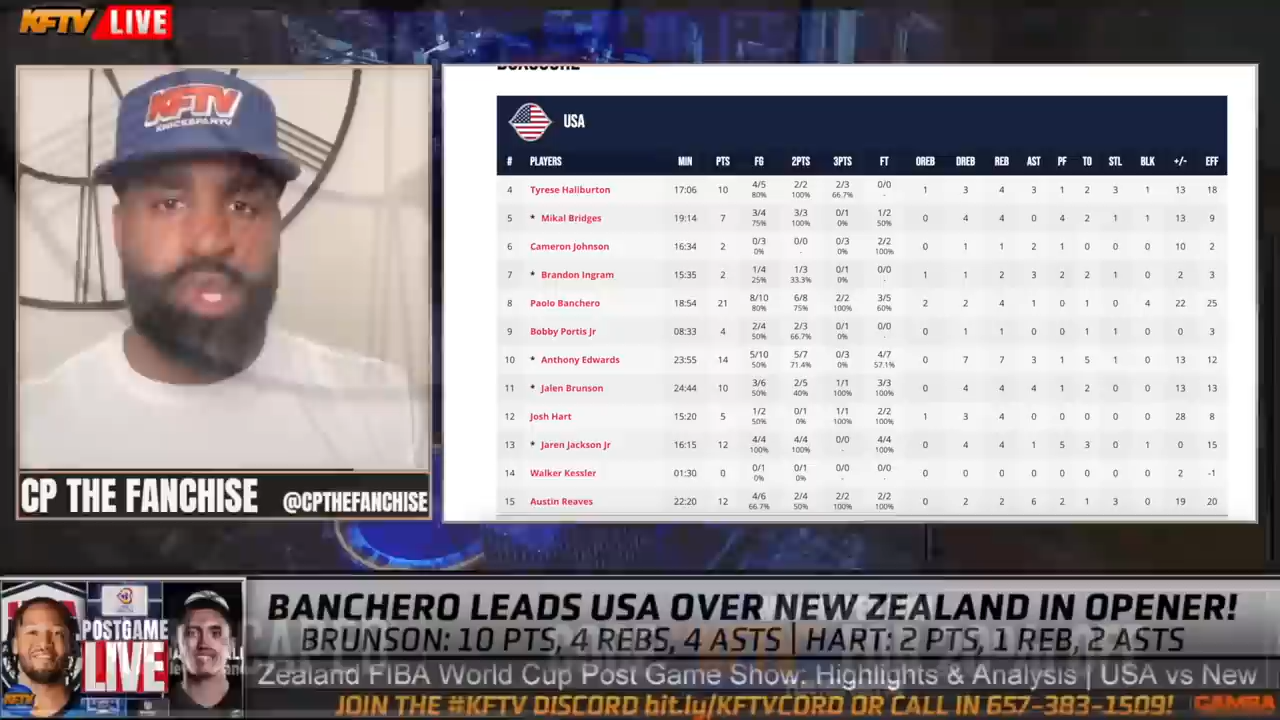 KFTV LIVE
KFTV
KNICKSFANTV
BOXSCORE
USA
# PLAYERS MIN PTS FG 2PTS 3PTS FT OREB DREB REB AST PF TO STL BLK +/- EFF
4 Tyrese Haliburton 17:06 10 4/5 80% 2/2 100% 2/3 66.7% 0/0 - 1 3 4 3 1 2 3 1 13 18
5 * Mikal Bridges 19:14 7 3/4 75% 3/3 100% 0/1 0% 1/2 50% 0 4 4 0 4 2 1 1 13 9
6 Cameron Johnson 16:34 2 0/3 0% 0/0 - 0/3 0% 2/2 100% 0 1 1 2 1 0 0 0 10 2
7 * Brandon Ingram 15:35 2 1/4 25% 1/3 33.3% 0/1 0% 0/0 - 1 1 2 3 2 2 1 0 2 3
8 Paolo Banchero 18:54 21 8/10 80% 6/8 75% 2/2 100% 3/5 60% 2 2 4 1 0 1 0 4 22 25
9 Bobby Portis Jr 08:33 4 2/4 50% 2/3 66.7% 0/1 0% 0/0 - 0 1 1 0 0 1 1 0 0 3
10 * Anthony Edwards 23:55 14 5/10 50% 5/7 71.4% 0/3 0% 4/7 57.1% 0 7 7 3 1 5 1 0 13 12
11 * Jalen Brunson 24:44 10 3/6 50% 2/5 40% 1/1 100% 3/3 100% 0 4 4 4 1 2 0 0 13 13
12 Josh Hart 15:20 5 1/2 50% 0/1 0% 1/1 100% 2/2 100% 1 3 4 0 0 0 0 0 28 8
13 * Jaren Jackson Jr 16:15 12 4/4 100% 4/4 100% 0/0 - 4/4 100% 0 4 4 1 5 3 0 1 0 15
14 Walker Kessler 01:30 0 0/1 0% 0/1 0% 0/0 - 0/0 - 0 0 0 0 0 0 0 0 2 -1
15 Austin Reaves 22:20 12 4/6 66.7% 2/4 50% 2/2 100% 2/2 100% 0 2 2 6 2 1 3 0 19 20
CP THE FANCHISE @CPTHEFANCHISE
POSTGAME
LIVE
KFTV
BANCHERO LEADS USA OVER NEW ZEALAND IN OPENER!
BRUNSON: 10 PTS, 4 REBS, 4 ASTS | HART: 2 PTS, 1 REB, 2 ASTS
Zealand FIBA World Cup Post Game Show: Highlights & Analysis | USA vs New
JOIN THE #KFTV DISCORD bit.ly/KFTVCORD OR CALL IN 657-383-1509!
GAMBA